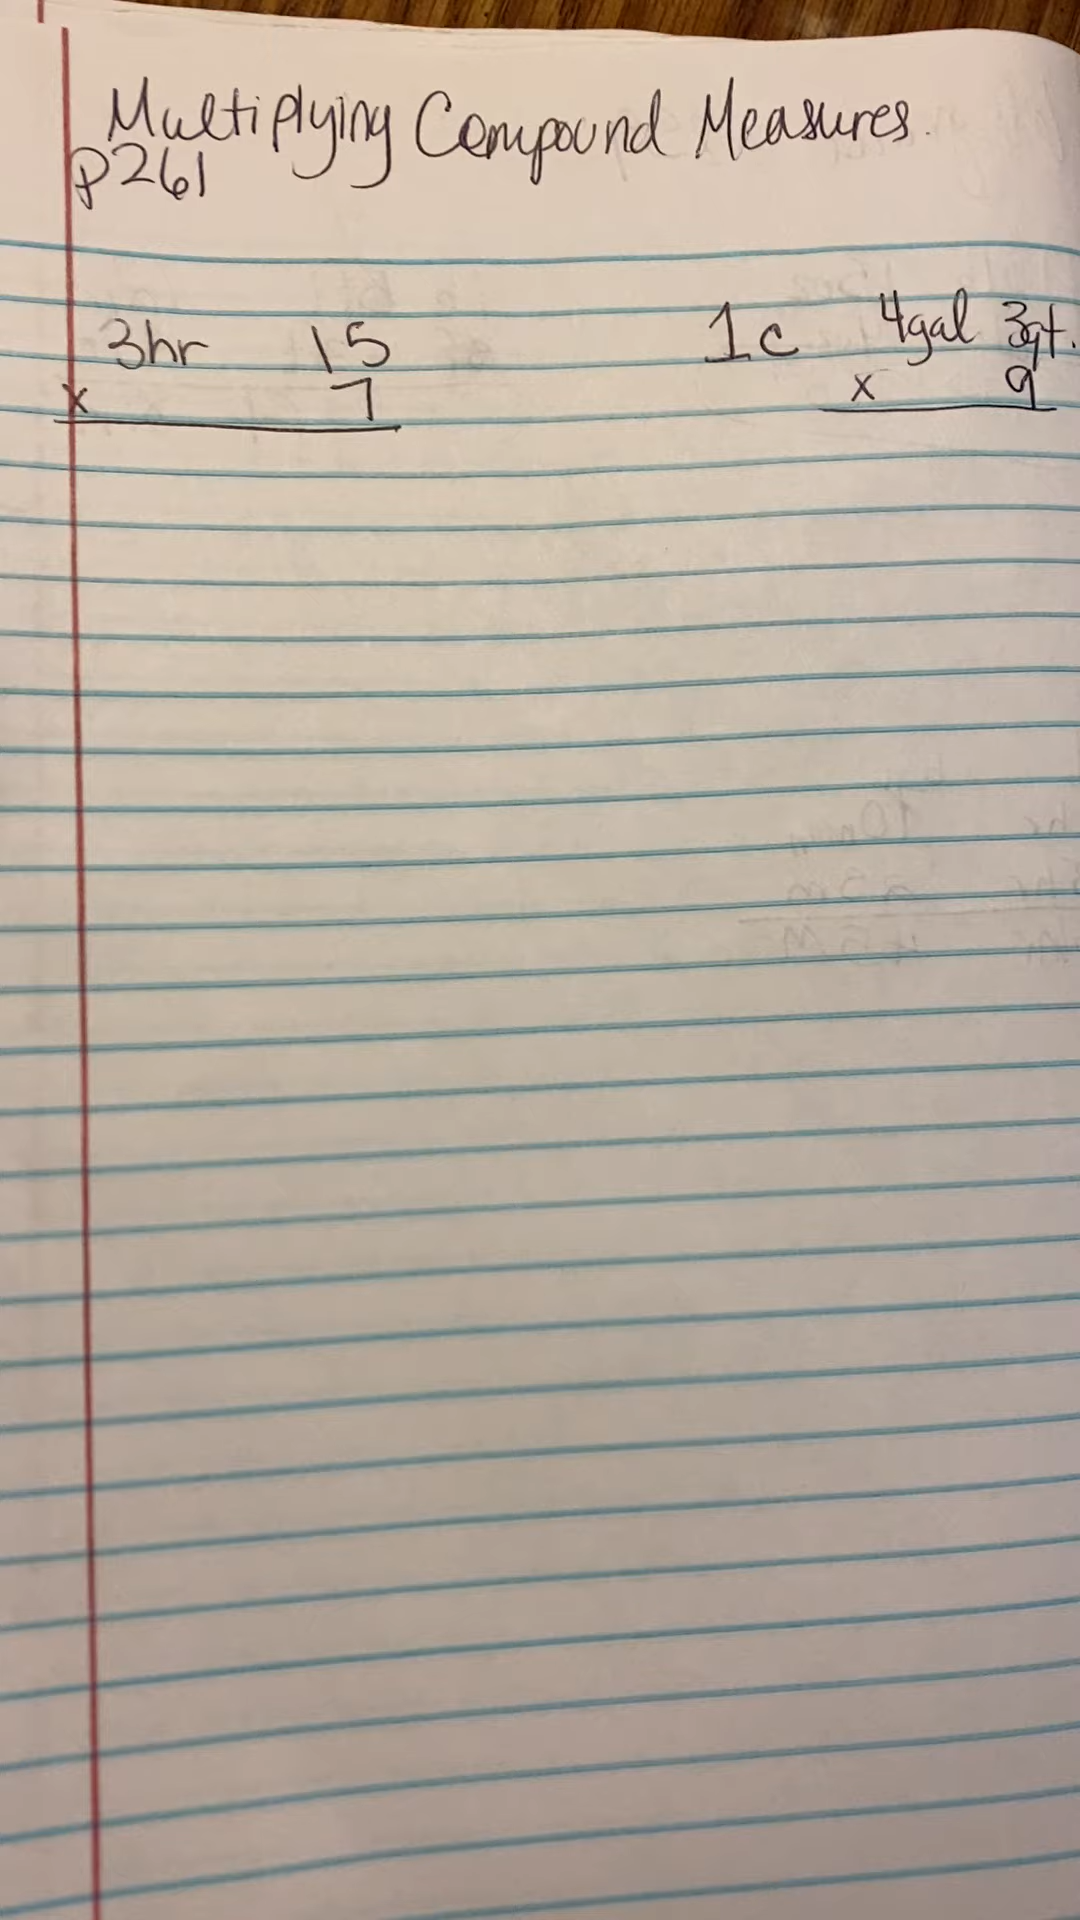 Multiplying Compound Measures.
p261
3hr 15 1c 4gal 3qt.
x 7 x 9